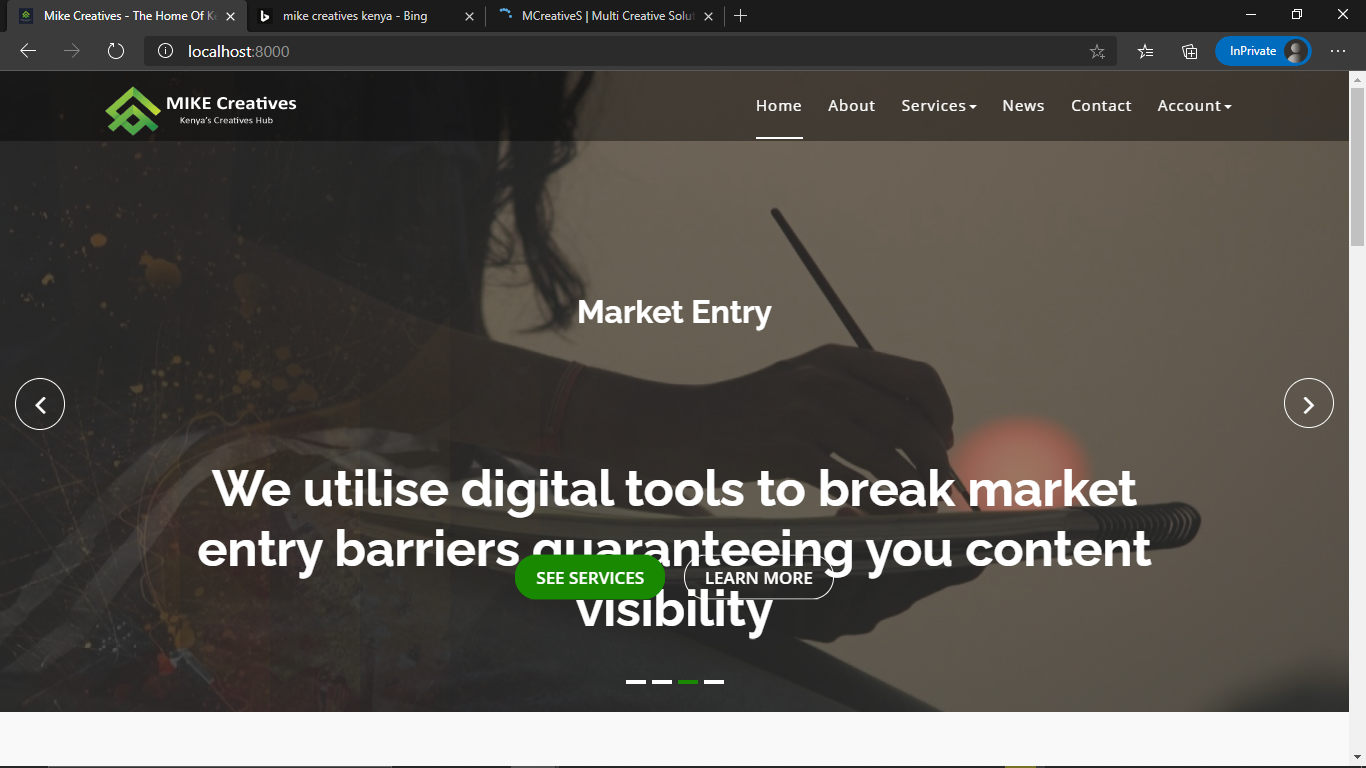 Mike Creatives - The Home Of Ke
mike creatives kenya - Bing
MCreativeS | Multi Creative Solut
localhost:8000
InPrivate
MIKE Creatives
Kenya's Creatives Hub
Home
About
Services
News
Contact
Account
Market Entry
We utilise digital tools to break market
entry barriers guaranteeing you content
visibility
SEE SERVICES
LEARN MORE